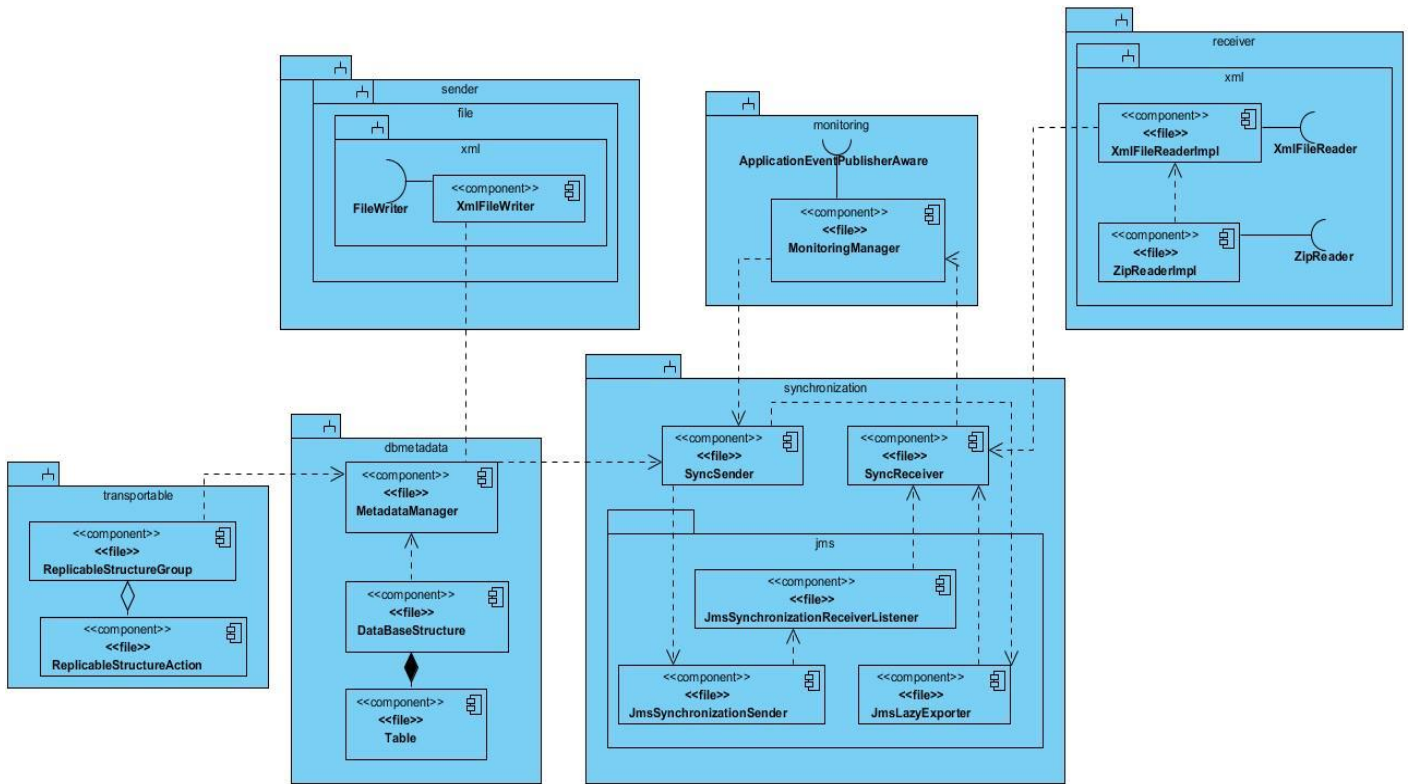 sender
file
xml
FileWriter
<<component>>
XmlFileWriter
monitoring
ApplicationEventPublisherAware
<<component>>
<<file>>
MonitoringManager
receiver
xml
<<component>>
<<file>>
XmlFileReaderImpl
XmlFileReader
<<component>>
<<file>>
ZipReaderImpl
ZipReader
transportable
<<component>>
<<file>>
ReplicableStructureGroup
<<component>>
<<file>>
ReplicableStructureAction
dbmetadata
<<component>>
<<file>>
MetadataManager
<<component>>
<<file>>
DataBaseStructure
<<component>>
<<file>>
Table
synchronization
<<component>>
<<file>>
SyncSender
<<component>>
<<file>>
SyncReceiver
jms
<<component>>
<<file>>
JmsSynchronizationReceiverListener
<<component>>
<<file>>
JmsSynchronizationSender
<<component>>
<<file>>
JmsLazyExporter